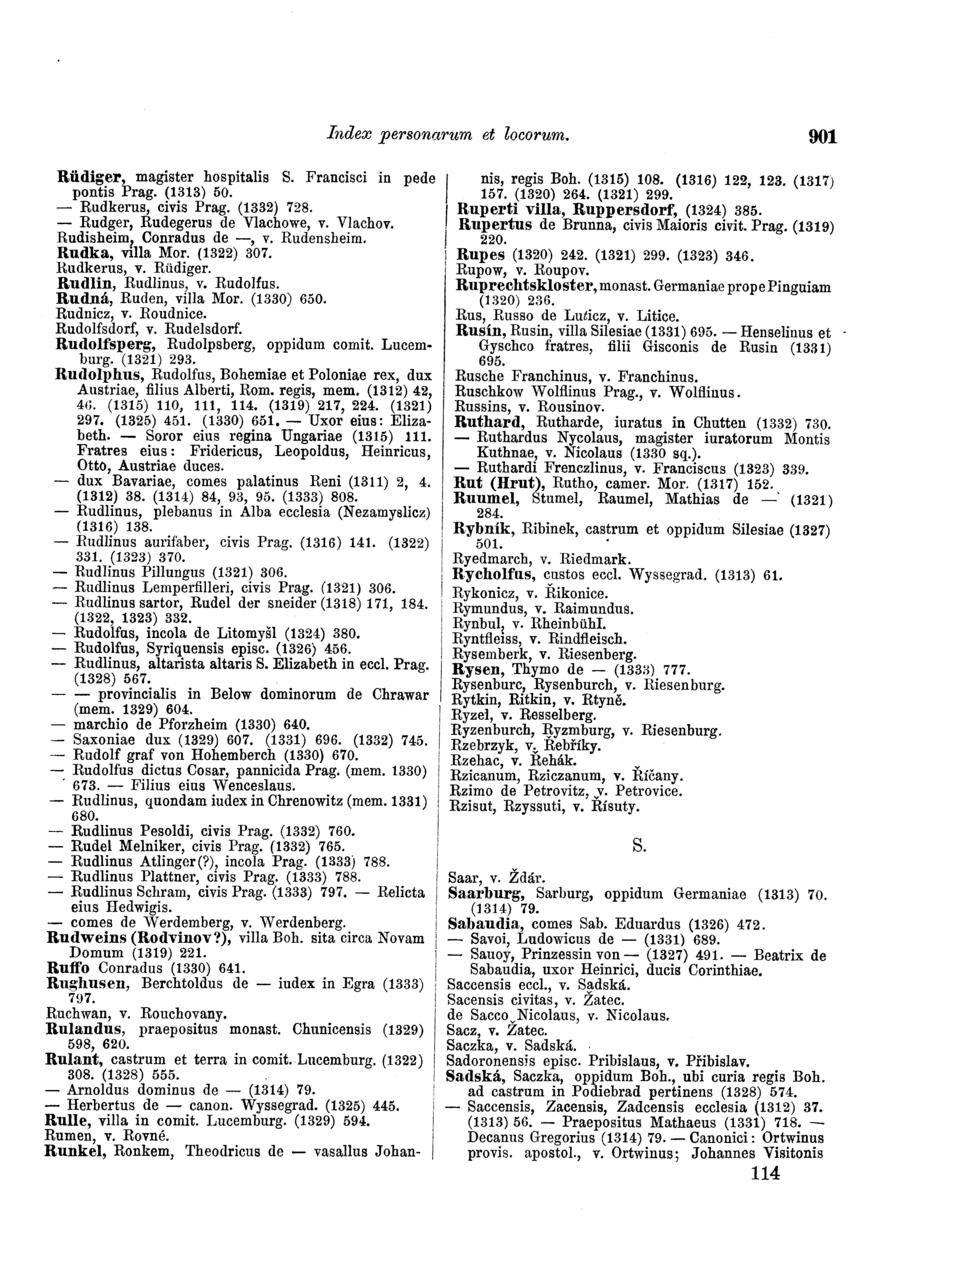 Index personarum et locorum.
901
Rüdiger, magister hospitalis S. Francisci in pede
pontis Prag. (1313) 50.
— Rudkerus, civis Prag. (1332) 728.
— Rudger, Rudegerus de Vlachowe, v. Vlachov.
Rudisheim, Conradus de —, v. Rudensheim.
Rudka, villa Mor. (1322) 307.
Rudkerus, v. Rüdiger.
Rudlin, Rudlinus, v. Rudolfus.
Rudná, Ruden, villa Mor. (1330) 650.
Rudnicz, v. Roudnice.
Rudolfsdorf, v. Rudelsdorf.
Rudolfsperg, Rudolpsberg, oppidum comit. Lucem-
burg. (1321) 293.
Rudolphus, Rudolfus, Bohemiae et Poloniae rex, dux
Austriae, filius Alberti, Rom. regis, mem. (1312) 42,
46. (1315) 110, 111, 114. (1319) 217, 224. (1321)
297. (1325) 451. (1330) 651. — Uxor eius: Eliza-
beth. — Soror eius regina Ungariae (1315) 111.
Fratres eius: Fridericus, Leopoldus, Heinricus,
Otto, Austriae duces.
— dux Bavariae, comes palatinus Reni (1311) 2, 4.
(1312) 38. (1314) 84, 93, 95. (1333) 808.
— Rudlinus, plebanus in Alba ecclesia (Nezamyslicz)
(1316) 138.
— Rudlinus aurifaber, civis Prag. (1316) 141. (1322)
331. (1323) 370.
— Rudlinus Pillungus (1321) 306.
— Rudlinus Lemperfilleri, civis Prag. (1321) 306.
— Rudlinus sartor, Rudel der sneider (1318) 171, 184.
(1322, 1323) 332.
— Rudolfus, incola de Litomyšl (1324) 380.
— Rudolfus, Syriquensis episc. (1326) 456.
— Rudlinus, altarista altaris S. Elizabeth in eccl. Prag.
(1328) 567.
— — provincialis in Below dominorum de Chrawar
(mem. 1329) 604.
— marchio de Pforzheim (1330) 640.
— Saxoniae dux (1329) 607. (1331) 696. (1332) 745.
— Rudolf graf von Hohemberch (1330) 670.
— Rudolfus dictus Cosar, pannicida Prag. (mem. 1330)
673. — Filius eius Wenceslaus.
— Rudlinus, quondam iudex in Chrenowitz (mem. 1331)
680.
— Rudlinus Pesoldi, civis Prag. (1332) 760.
— Rudel Melniker, civis Prag. (1332) 765.
— Rudlinus Atlinger(?), incola Prag. (1333) 788.
— Rudlinus Plattner, civis Prag. (1333) 788.
— Rudlinus Schram, civis Prag. (1333) 797. — Relicta
eius Hedwigis.
— comes de Werdemberg, v. Werdenberg.
Rudweins (Rodvinov?), villa Boh. sita circa Novam
Domum (1319) 221.
Ruffo Conradus (1330) 641.
Rughusen, Berchtoldus de — iudex in Egra (1333)
797.
Ruchwan, v. Rouchovany.
Rulandus, praepositus monast. Chunicensis (1329)
598, 620.
Rulant, castrum et terra in comit. Lucemburg. (1322)
308. (1328) 555.
— Arnoldus dominus de — (1314) 79.
— Herbertus de — canon. Wyssegrad. (1325) 445.
Rulle, villa in comit. Lucemburg. (1329) 594.
Rumen, v. Rovné.
Runkel, Ronkem, Theodricus de — vasallus Johan-
nis, regis Boh. (1315) 108. (1316) 122, 123. (1317)
157. (1320) 264. (1321) 299.
Ruperti villa, Ruppersdorf, (1324) 385.
Rupertus de Brunna, civis Maioris civit. Prag. (1319)
220.
Rupes (1320) 242. (1321) 299. (1323) 346.
Rupow, v. Roupov.
Ruprechtskloster, monast. Germaniae prope Pinguiam
(1320) 236.
Rus, Russo de Luticz, v. Litice.
Rusín, Rusin, villa Silesiae (1331) 695. — Henselinus et
Gyschco fratres, filii Gisconis de Rusin (1331)
695.
Rusche Franchinus, v. Franchinus.
Ruschkow Wolflinus Prag., v. Wolflinus.
Russins, v. Rousinov.
Ruthard, Rutharde, iuratus in Chutten (1332) 730.
— Ruthardus Nycolaus, magister iuratorum Montis
Kuthnae, v. Nicolaus (1330 sq.).
— Ruthardi Frenczlinus, v. Franciscus (1323) 339.
Rut (Hrut), Rutho, camer. Mor. (1317) 152.
Ruumel, Stumel, Raumel, Mathias de — (1321)
284.
Rybník, Ribinek, castrum et oppidum Silesiae (1327)
501.
Ryedmarch, v. Riedmark.
Rycholfus, custos eccl. Wyssegrad. (1313) 61.
Rykonicz, v. Řikonice.
Rymundus, v. Raimundus.
Rynbul, v. Rheinbühl.
Ryntfleiss, v. Rindfleisch.
Rysemberk, v. Riesenberg.
Rysen, Thymo de — (1333) 777.
Rysenburc, Rysenburch, v. Riesenburg.
Rytkin, Ritkin, v. Rtyně.
Ryzel, v. Resselberg.
Ryzenburch, Ryzmburg, v. Riesenburg.
Rzebrzyk, v. Řebříky.
Rzehac, v. Řehák.
Rzicanum, Rziczanum, v. Říčany.
Rzimo de Petrovitz, v. Petrovice.
Rzisut, Rzyssuti, v. Řísuty.
S.
Saar, v. Ždár.
Saarburg, Sarburg, oppidum Germaniae (1313) 70.
(1314) 79.
Sabaudia, comes Sab. Eduardus (1326) 472.
— Savoi, Ludowicus de — (1331) 689.
— Sauoy, Prinzessin von — (1327) 491. — Beatrix de
Sabaudia, uxor Heinrici, ducis Corinthiae.
Saccensis eccl., v. Sadská.
Sacensis civitas, v. Žatec.
de Sacco Nicolaus, v. Nicolaus.
Sacz, v. Žatec.
Saczka, v. Sadská.
Sadoronensis episc. Pribislaus, v. Přibislav.
Sadská, Saczka, oppidum Boh., ubi curia regis Boh.
ad castrum in Podiebrad pertinens (1328) 574.
— Saccensis, Zacensis, Zadcensis ecclesia (1312) 37.
(1313) 56. — Praepositus Mathaeus (1331) 718. —
Decanus Gregorius (1314) 79. — Canonici: Ortwinus
provis. apostol., v. Ortwinus; Johannes Visitonis
114